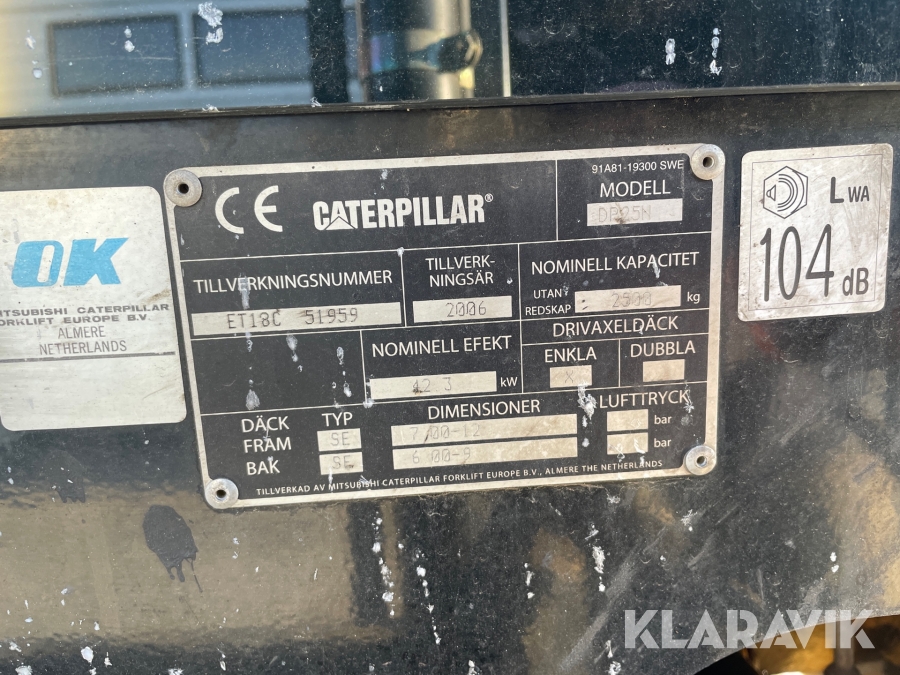 OK
MITSUBISHI CATERPILLAR
FORKLIFT EUROPE B.V.
ALMERE
NETHERLANDS
CE CATERPILLAR®
91A81-19300 SWE
MODELL
DP25N
TILLVERKNINGSNUMMER
ET18C 51959
TILLVERK-
NINGSÄR
2006
NOMINELL KAPACITET
UTAN
REDSKAP
2500 kg
DRIVAXELDÄCK
ENKLA DUBBLA
X
NOMINELL EFEKT
42 3 kW
DÄCK TYP DIMENSIONER LUFTTRYCK
FRAM SE 7 00-12 bar
BAK SE 6 00-9 bar
TILLVERKAD AV MITSUBISHI CATERPILLAR FORKLIFT EUROPE B.V., ALMERE THE NETHERLANDS
LWA
104 dB
KLARAVIK